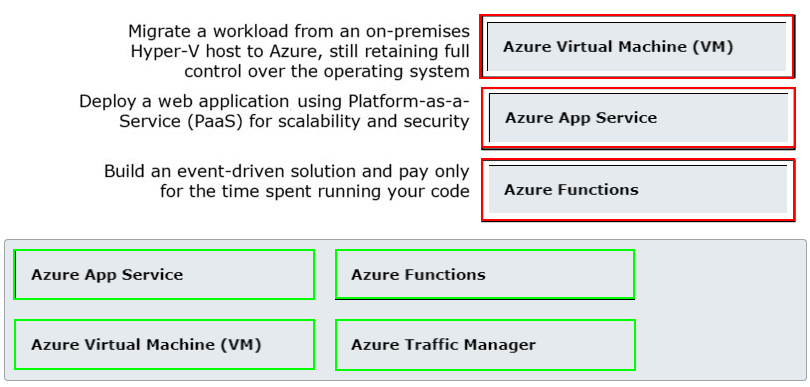 Migrate a workload from an on-premises
Hyper-V host to Azure, still retaining full
control over the operating system
Azure Virtual Machine (VM)
Deploy a web application using Platform-as-a-
Service (PaaS) for scalability and security
Azure App Service
Build an event-driven solution and pay only
for the time spent running your code
Azure Functions
Azure App Service
Azure Functions
Azure Virtual Machine (VM)
Azure Traffic Manager